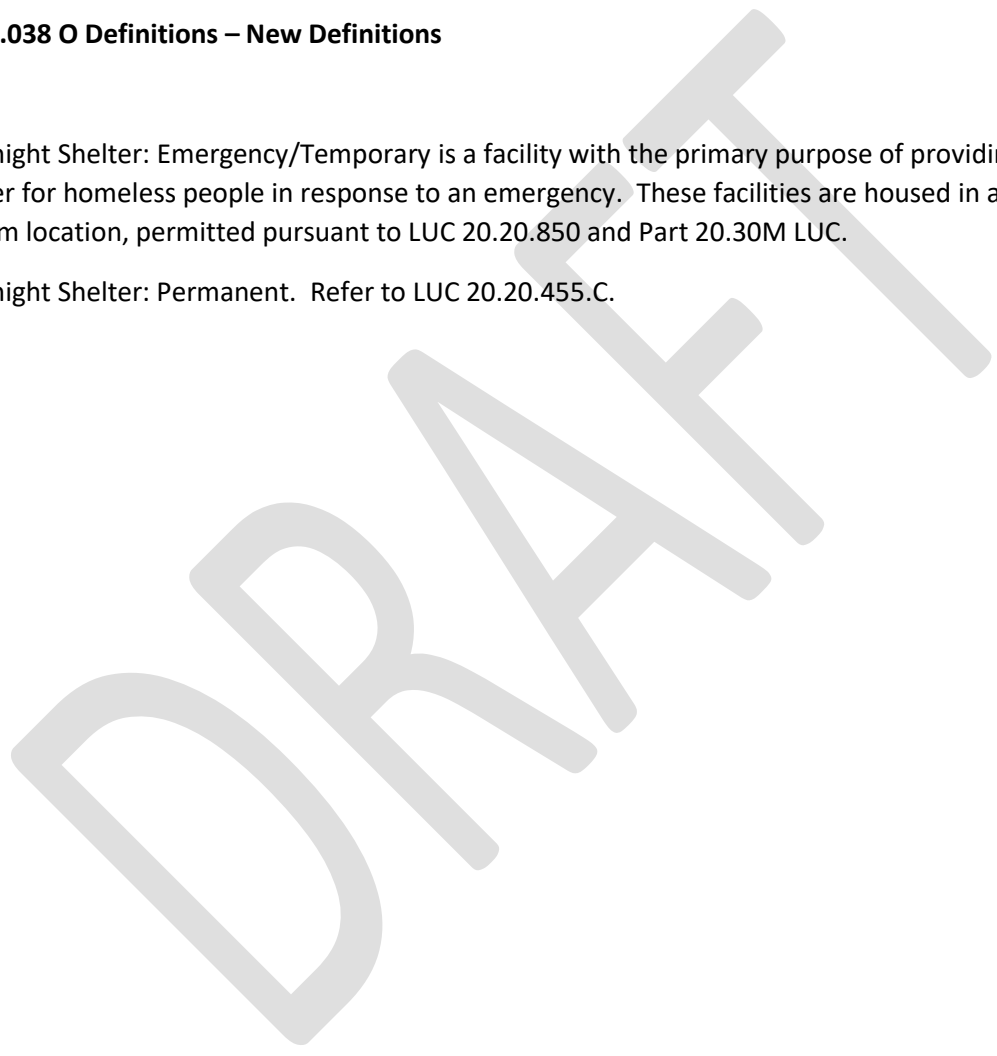 .038 O Definitions – New Definitions
night Shelter: Emergency/Temporary is a facility with the primary purpose of providi
er for homeless people in response to an emergency.  These facilities are housed in a
m location, permitted pursuant to LUC 20.20.850 and Part 20.30M LUC.
night Shelter: Permanent.  Refer to LUC 20.20.455.C.
DRAFT